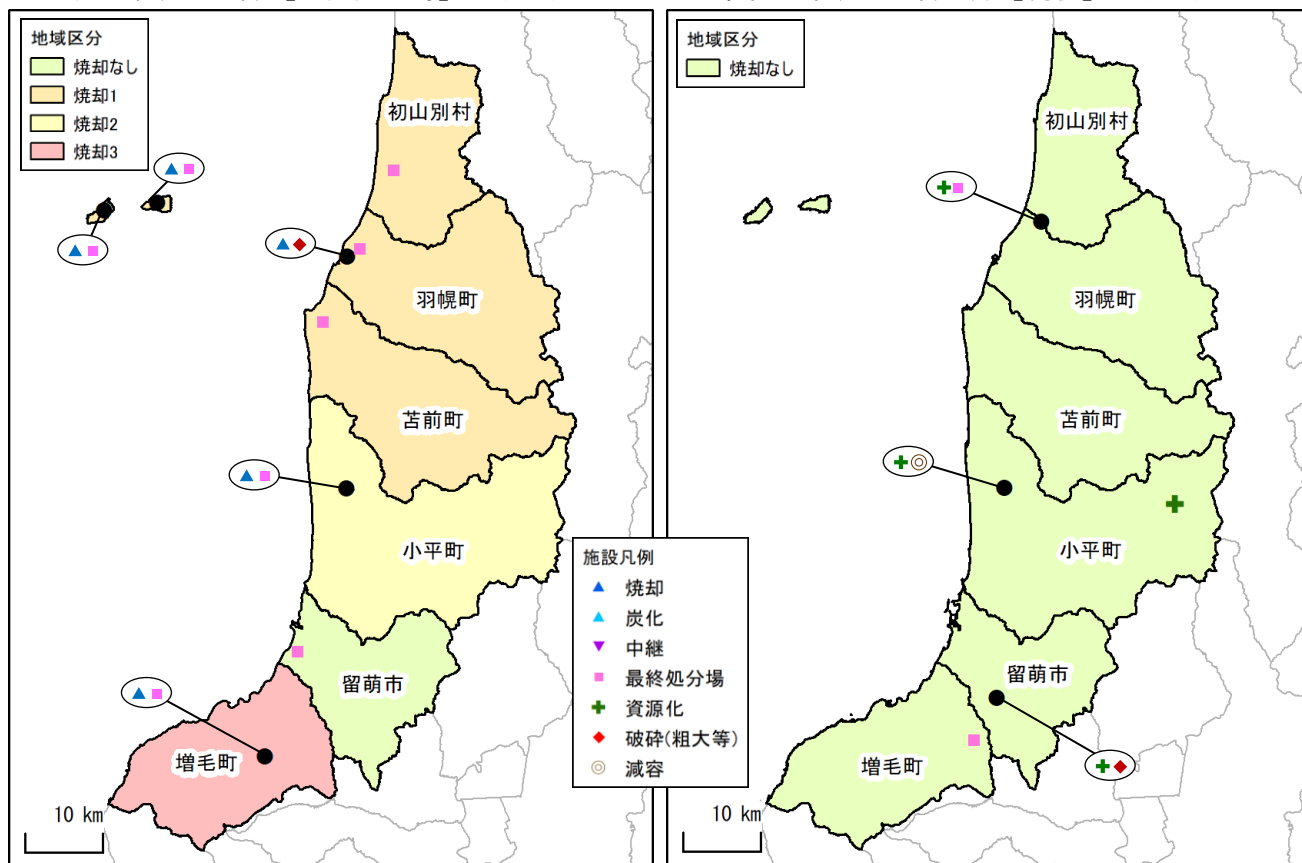 地域区分
焼却なし
焼却1
焼却2
焼却3
初山別村
羽幌町
苫前町
小平町
留萌市
増毛町
10 km
施設凡例
焼却
炭化
中継
最終処分場
資源化
破砕(粗大等)
減容
地域区分
焼却なし
初山別村
羽幌町
苫前町
小平町
留萌市
増毛町
10 km